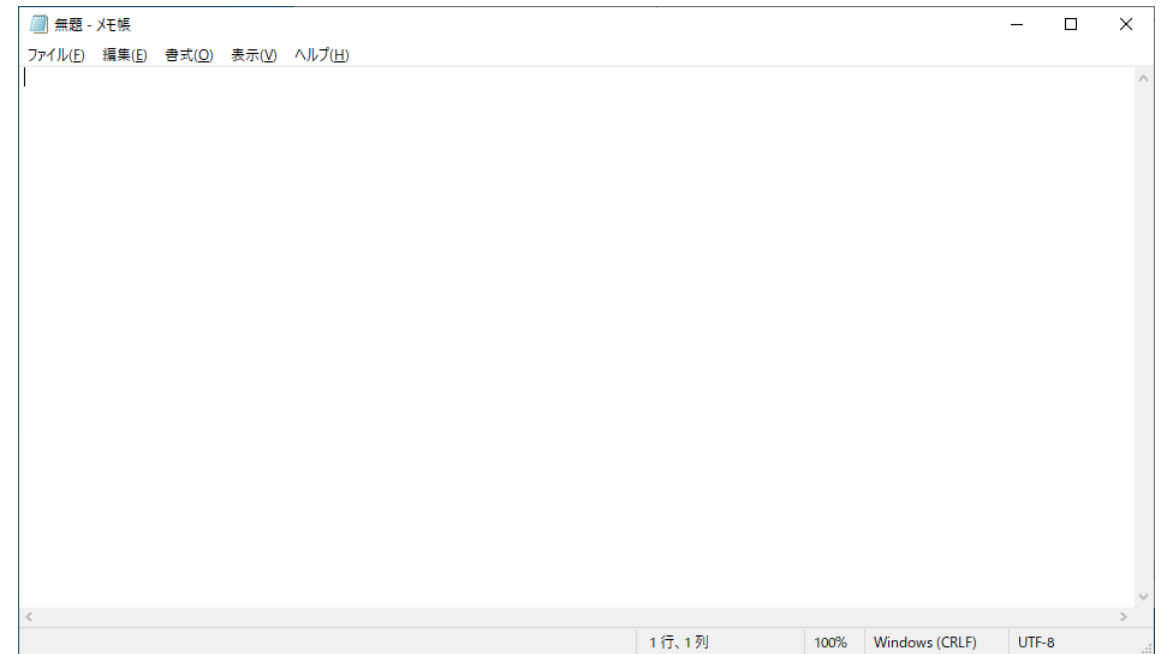 無題 - メモ帳
ファイル(F) 編集(E) 書式(O) 表示(V) ヘルプ(H)
1 行、1 列 100% Windows (CRLF) UTF-8